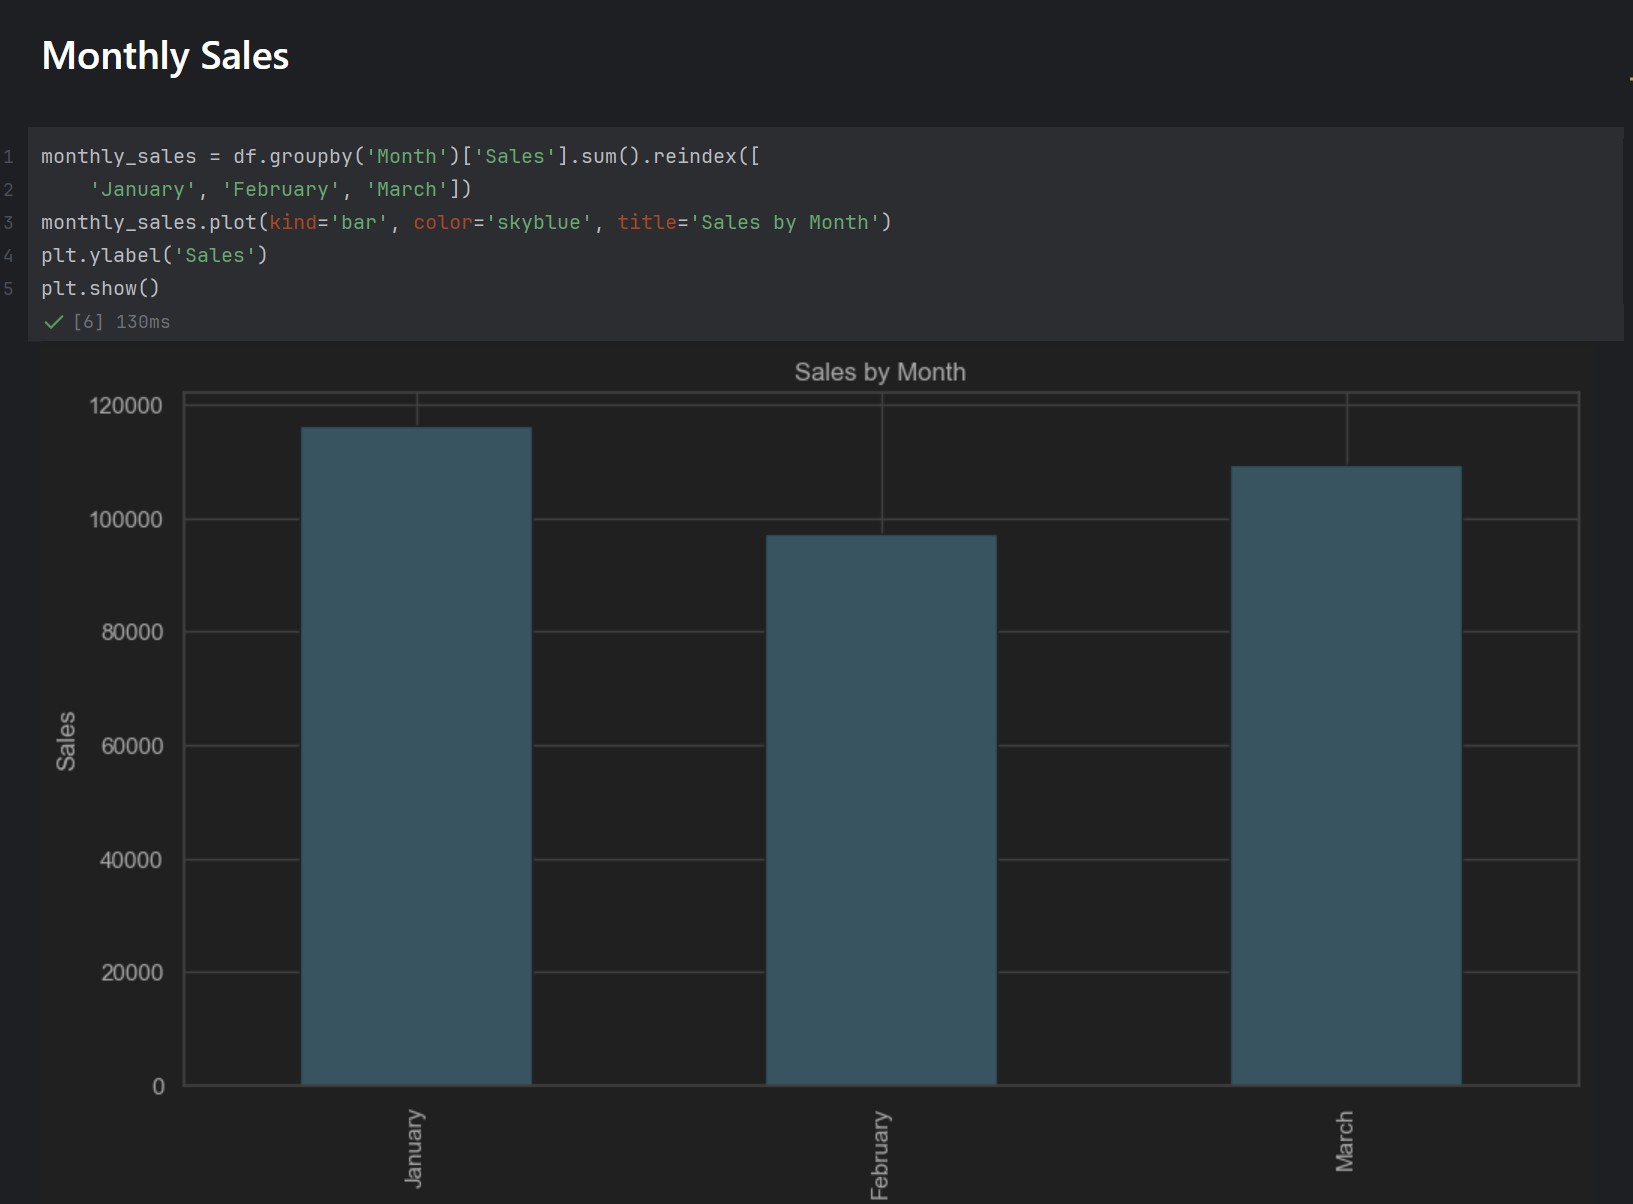 Monthly Sales
1 monthly_sales = df.groupby('Month')['Sales'].sum().reindex([
2     'January', 'February', 'March'])
3 monthly_sales.plot(kind='bar', color='skyblue', title='Sales by Month')
4 plt.ylabel('Sales')
5 plt.show()
[6] 130ms
Sales by Month
120000
100000
80000
60000
40000
20000
0
Sales
January
February
March